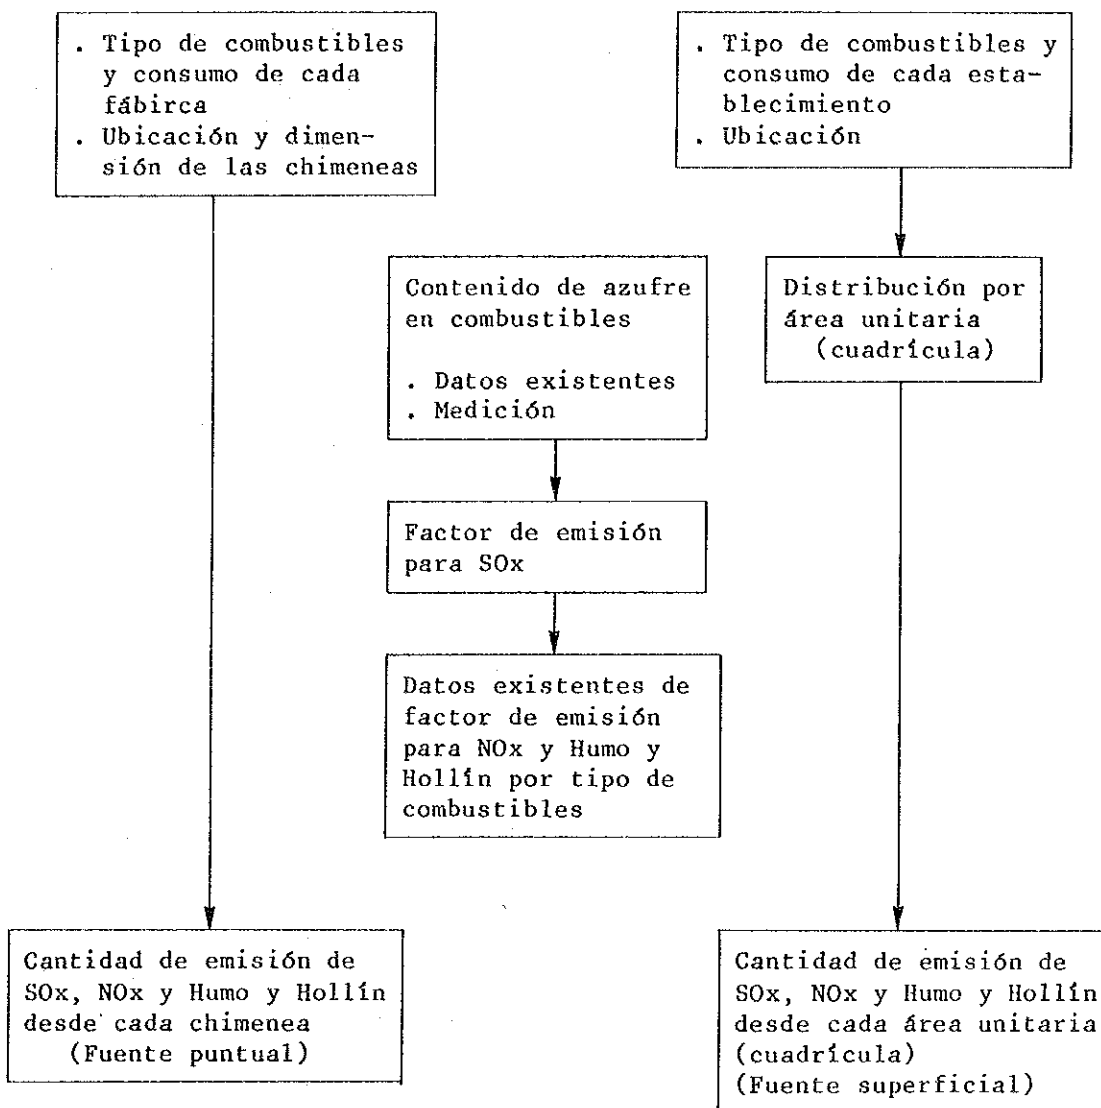 . Tipo de combustibles
y consumo de cada
fábirca
. Ubicación y dimen-
sión de las chimeneas
. Tipo de combustibles y
consumo de cada esta-
blecimiento
. Ubicación
Contenido de azufre
en combustibles
. Datos existentes
. Medición
Distribución por
área unitaria
(cuadrícula)
Factor de emisión
para SOx
Datos existentes de
factor de emisión
para NOx y Humo y
Hollín por tipo de
combustibles
Cantidad de emisión de
SOx, NOx y Humo y Hollín
desde cada chimenea
(Fuente puntual)
Cantidad de emisión de
SOx, NOx y Humo y Hollín
desde cada área unitaria
(cuadrícula)
(Fuente superficial)